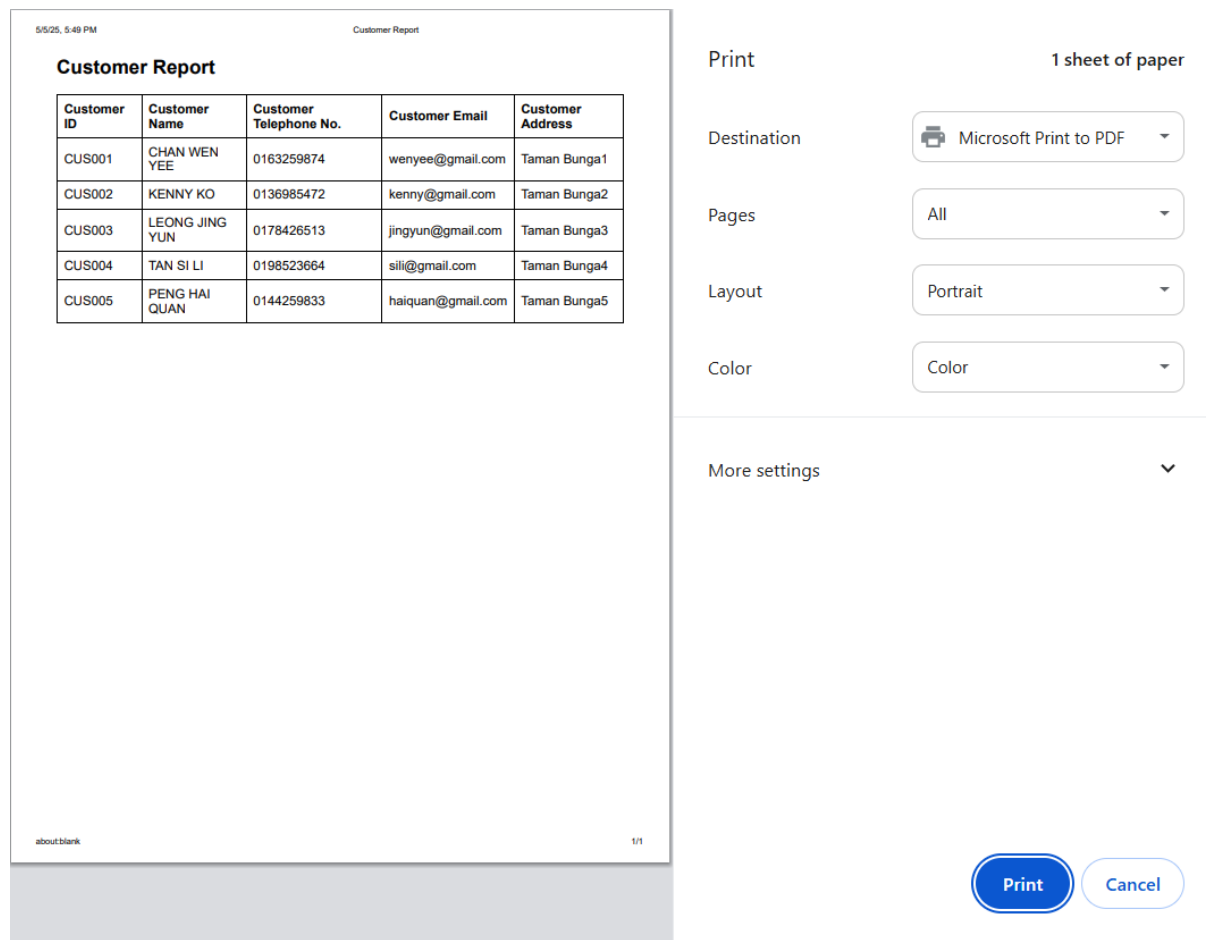 5/5/25, 5:49 PM Customer Report
Customer Report
Customer ID Customer Name Customer Telephone No. Customer Email Customer Address
CUS001 CHAN WEN YEE 0163259874 wenyee@gmail.com Taman Bunga1
CUS002 KENNY KO 0136985472 kenny@gmail.com Taman Bunga2
CUS003 LEONG JING YUN 0178426513 jingyun@gmail.com Taman Bunga3
CUS004 TAN SI LI 0198523664 sili@gmail.com Taman Bunga4
CUS005 PENG HAI QUAN 0144259833 haiquan@gmail.com Taman Bunga5
about:blank 1/1
Print 1 sheet of paper
Destination Microsoft Print to PDF
Pages All
Layout Portrait
Color Color
More settings
Print Cancel